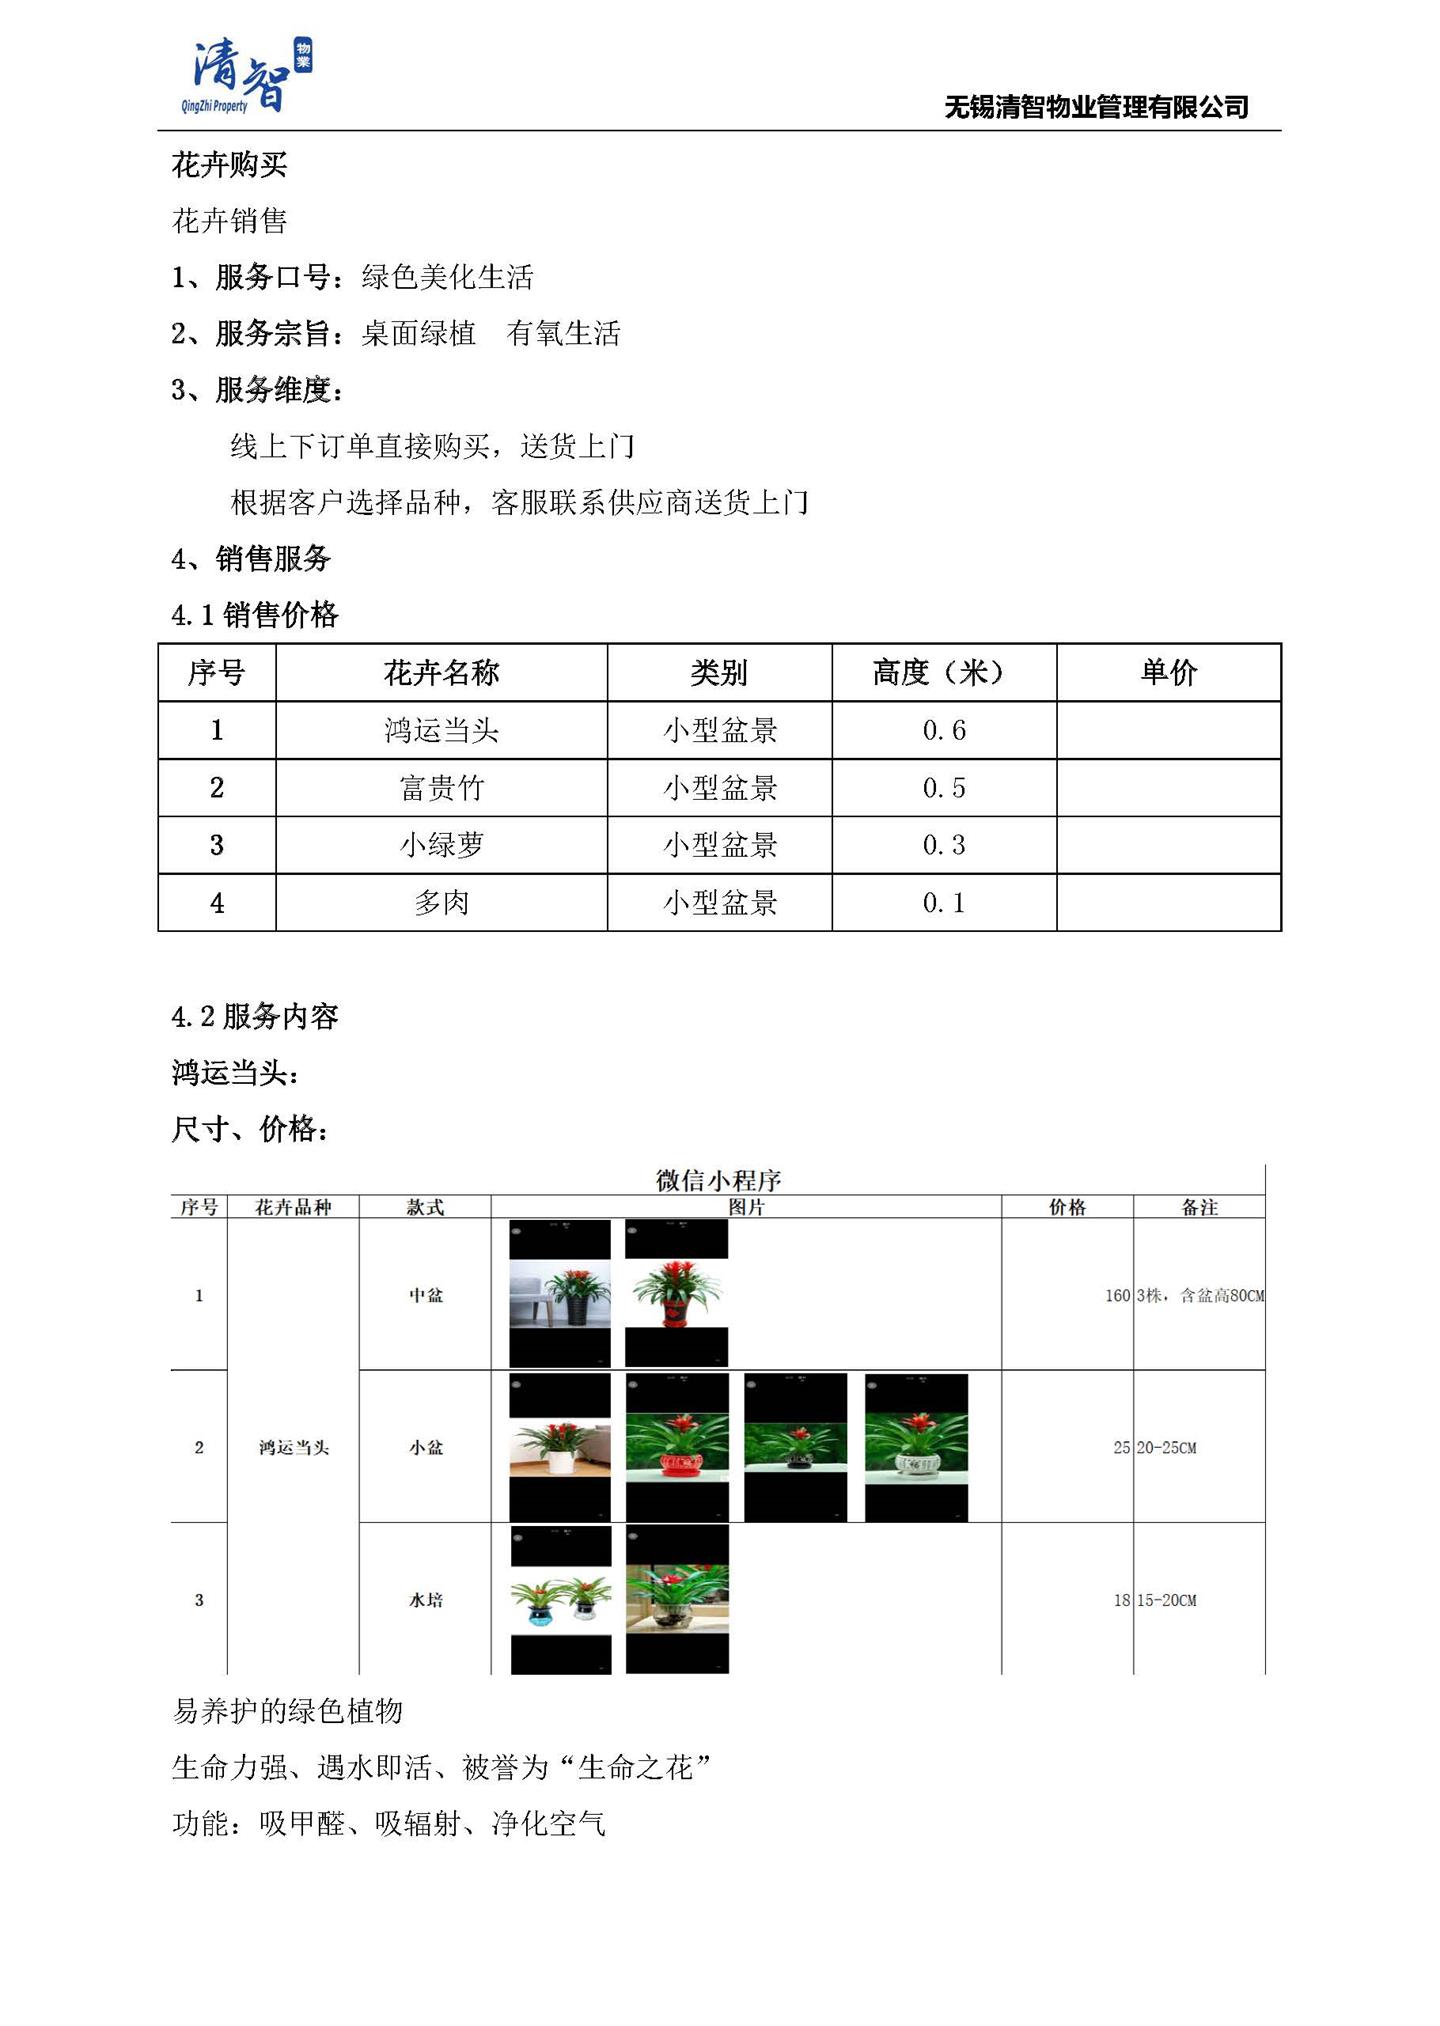 清智
物業
QingZhi Property
无锡清智物业管理有限公司
花卉购买
花卉销售
1、服务口号：绿色美化生活
2、服务宗旨：桌面绿植　有氧生活
3、服务维度：
线上下订单直接购买，送货上门
根据客户选择品种，客服联系供应商送货上门
4、销售服务
4.1 销售价格
序号 花卉名称 类别 高度（米） 单价
1 鸿运当头 小型盆景 0.6
2 富贵竹 小型盆景 0.5
3 小绿萝 小型盆景 0.3
4 多肉 小型盆景 0.1
4.2 服务内容
鸿运当头：
尺寸、价格：
微信小程序
序号 花卉品种 款式 图片 价格 备注
1 中盆 160 3株，含盆高80CM
2 鸿运当头 小盆 25 20-25CM
3 水培 18 15-20CM
易养护的绿色植物
生命力强、遇水即活、被誉为“生命之花”
功能：吸甲醛、吸辐射、净化空气